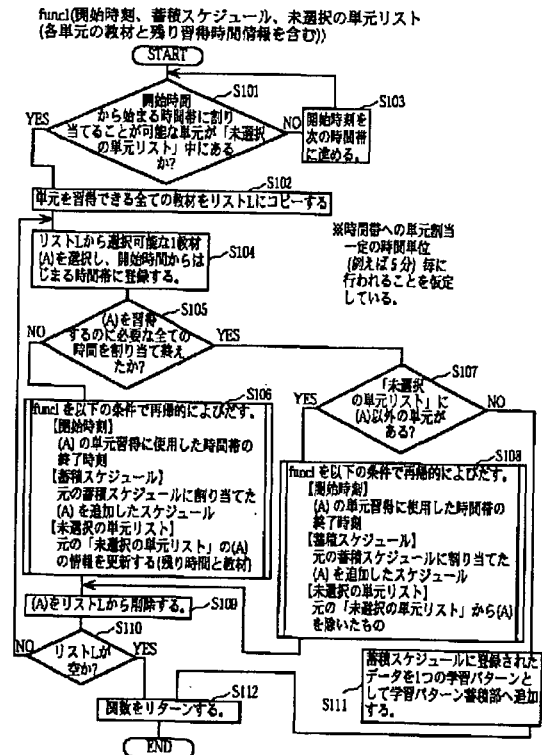 func1(開始時刻、蓄積スケジュール、未選択の単元リスト
(各単元の教材と残り習得時間情報を含む))
START
S101
開始時間
から始まる時間帯に割り
当てることが可能な単元が「未選択
の単元リスト」中にある
か?
YES
NO
S103
開始時刻を
次の時間帯
に進める。
S102
単元を習得できる全ての教材をリストLにコピーする
リストLから選択可能な1教材
(A)を選択し、開始時間からは
じまる時間帯に登録する。
S104
※時間帯への単元割当
一定の時間単位
(例えば5分)毎に
行われることを仮定
している。
S105
(A)を習得
するのに必要な全ての
時間を割り当て終え
たか?
NO
YES
S106
func1を以下の条件で再帰的によびだす。
【開始時刻】
(A)の単元習得に使用した時間帯の
終了時刻
【蓄積スケジュール】
元の蓄積スケジュールに割り当てた
(A)を追加したスケジュール
【未選択の単元リスト】
元の「未選択の単元リスト」の(A)
の情報を更新する(残り時間と教材)
S107
「未選択
の単元リスト」に
(A)以外の単元が
ある?
YES
NO
S108
func1を以下の条件で再帰的によびだす。
【開始時刻】
(A)の単元習得に使用した時間帯の
終了時刻
【蓄積スケジュール】
元の蓄積スケジュールに割り当てた
(A)を追加したスケジュール
【未選択の単元リスト】
元の「未選択の単元リスト」から(A)
を除いたもの
(A)をリストLから削除する。
S109
S110
リストLが
空か?
NO
YES
S112
関数をリターンする。
END
S111
蓄積スケジュールに登録された
データを1つの学習パターンと
して学習パターン蓄積部へ追加
する。